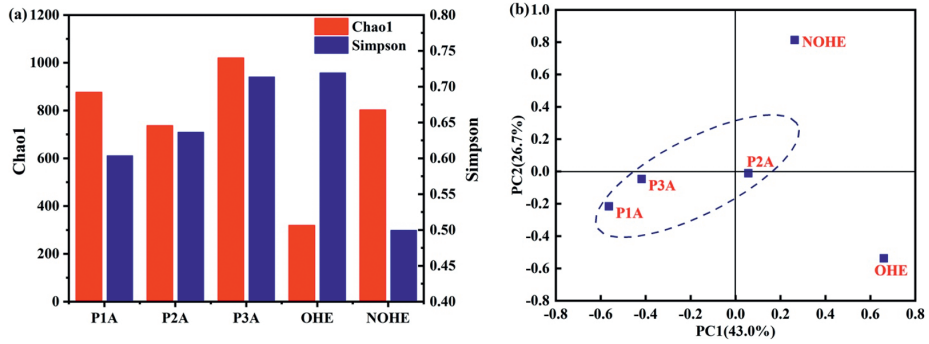 (a)
Chao1
Simpson
1200
1000
800
600
400
200
0
Chao1
0.80
0.75
0.70
0.65
0.60
0.55
0.50
0.45
0.40
Simpson
P1A P2A P3A OHE NOHE
(b)
1.0
0.8
0.6
0.4
0.2
0.0
-0.2
-0.4
-0.6
-0.8
PC2(26.7%)
NOHE
P2A
P3A
P1A
OHE
-0.8 -0.6 -0.4 -0.2 0.0 0.2 0.4 0.6 0.8
PC1(43.0%)